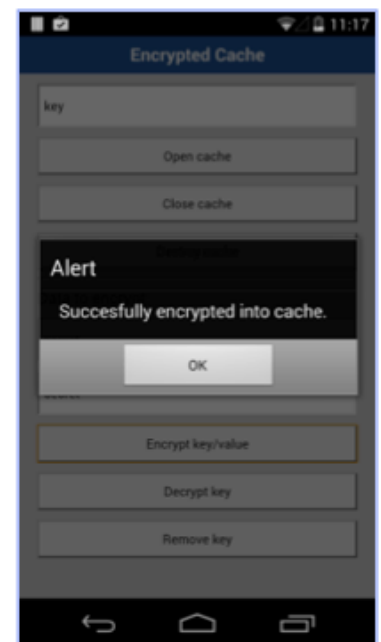 11:17
Encrypted Cache
key
Open cache
Close cache
Alert
Succesfully encrypted into cache.
OK
Encrypt key/value
Decrypt key
Remove key